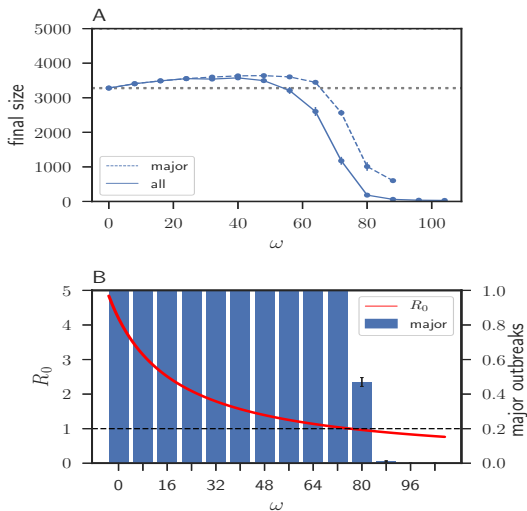 A
5000
4000
3000
2000
1000
0
final size
major
all
0 20 40 60 80 100
ω
B
5
4
3
2
1
0
R0
R0
major
1.0
0.8
0.6
0.4
0.2
0.0
major outbreaks
0 16 32 48 64 80 96
ω